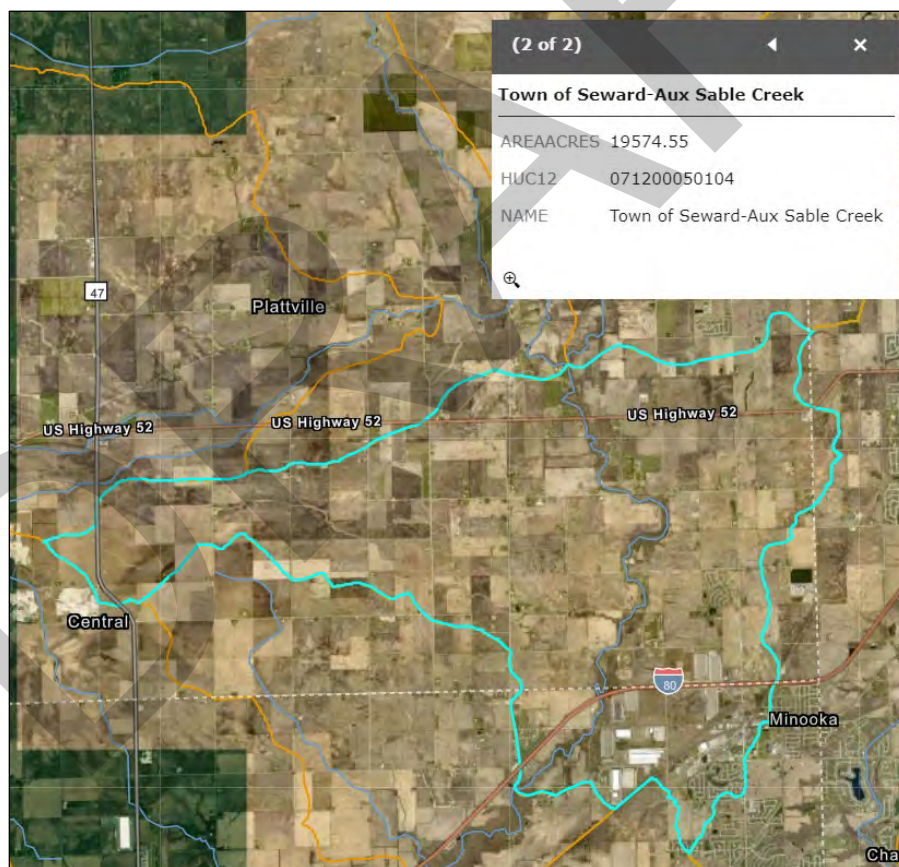 (2 of 2)
Town of Seward-Aux Sable Creek
AREAACRES 19574.55
HUC12 071200050104
NAME Town of Seward-Aux Sable Creek
47
Plattville
US Highway 52
US Highway 52
US Highway 52
Central
80
Minooka
Cha
DRAFT